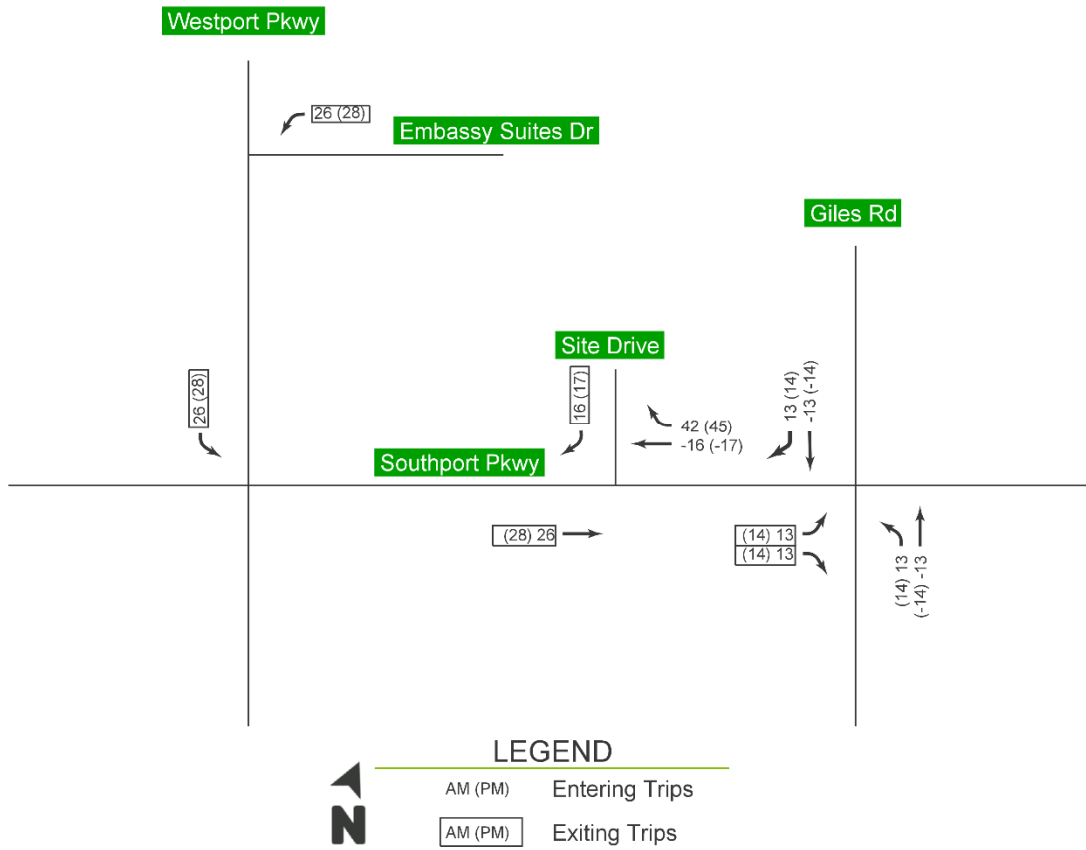 Westport Pkwy
26 (28)
Embassy Suites Dr
Giles Rd
Site Drive
26 (28)
16 (17)
42 (45)
-16 (-17)
13 (14)
-13 (-14)
Southport Pkwy
(28) 26
(14) 13
(14) 13
(14) 13
(-14) -13
LEGEND
AM (PM) Entering Trips
N
AM (PM) Exiting Trips